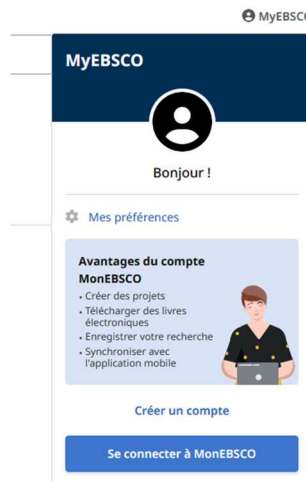 MyEBSCO
MyEBSCO
Bonjour !
Mes préférences
Avantages du compte
MonEBSCO
• Créer des projets
• Télécharger des livres
électroniques
• Enregistrer votre recherche
• Synchroniser avec
l'application mobile
Créer un compte
Se connecter à MonEBSCO